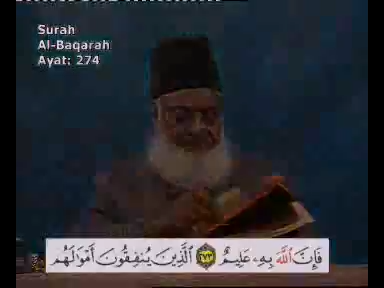 Surah
Al-Baqarah
Ayat: 274
فَإِنَّ ٱللَّهَ بِهِۦ عَلِيمٌ ٢٧٣ ٱلَّذِينَ يُنفِقُونَ أَمْوَٰلَهُم